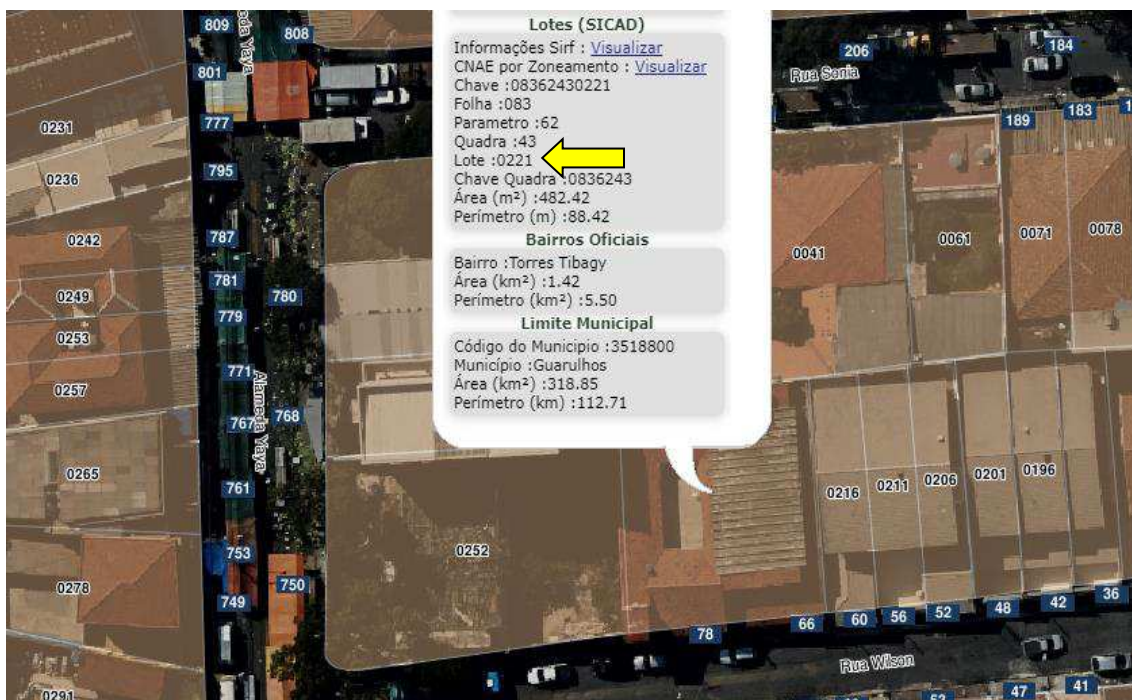 Lotes (SICAD)
Informações Sirf : Visualizar
CNAE por Zoneamento : Visualizar
Chave :08362430221
Folha :083
Parametro :62
Quadra :43
Lote :0221
Chave Quadra :0836243
Área (m²) :482.42
Perímetro (m) :88.42
Bairros Oficiais
Bairro :Torres Tibagy
Área (km²) :1.42
Perímetro (km²) :5.50
Limite Municipal
Código do Municipio :3518800
Município :Guarulhos
Área (km²) :318.85
Perímetro (km) :112.71
809
eda Yaya
808
801
777
795
787
781
780
779
771
Alameda Yaya
768
767
761
753
750
749
0231
0236
0242
0249
0253
0257
0265
0278
0291
0252
206
184
Rua Sonia
189
183
0041
0061
0071
0078
0216
0211
0206
0201
0196
78
66
60
56
52
48
42
36
Rua Wilson
53
47
41